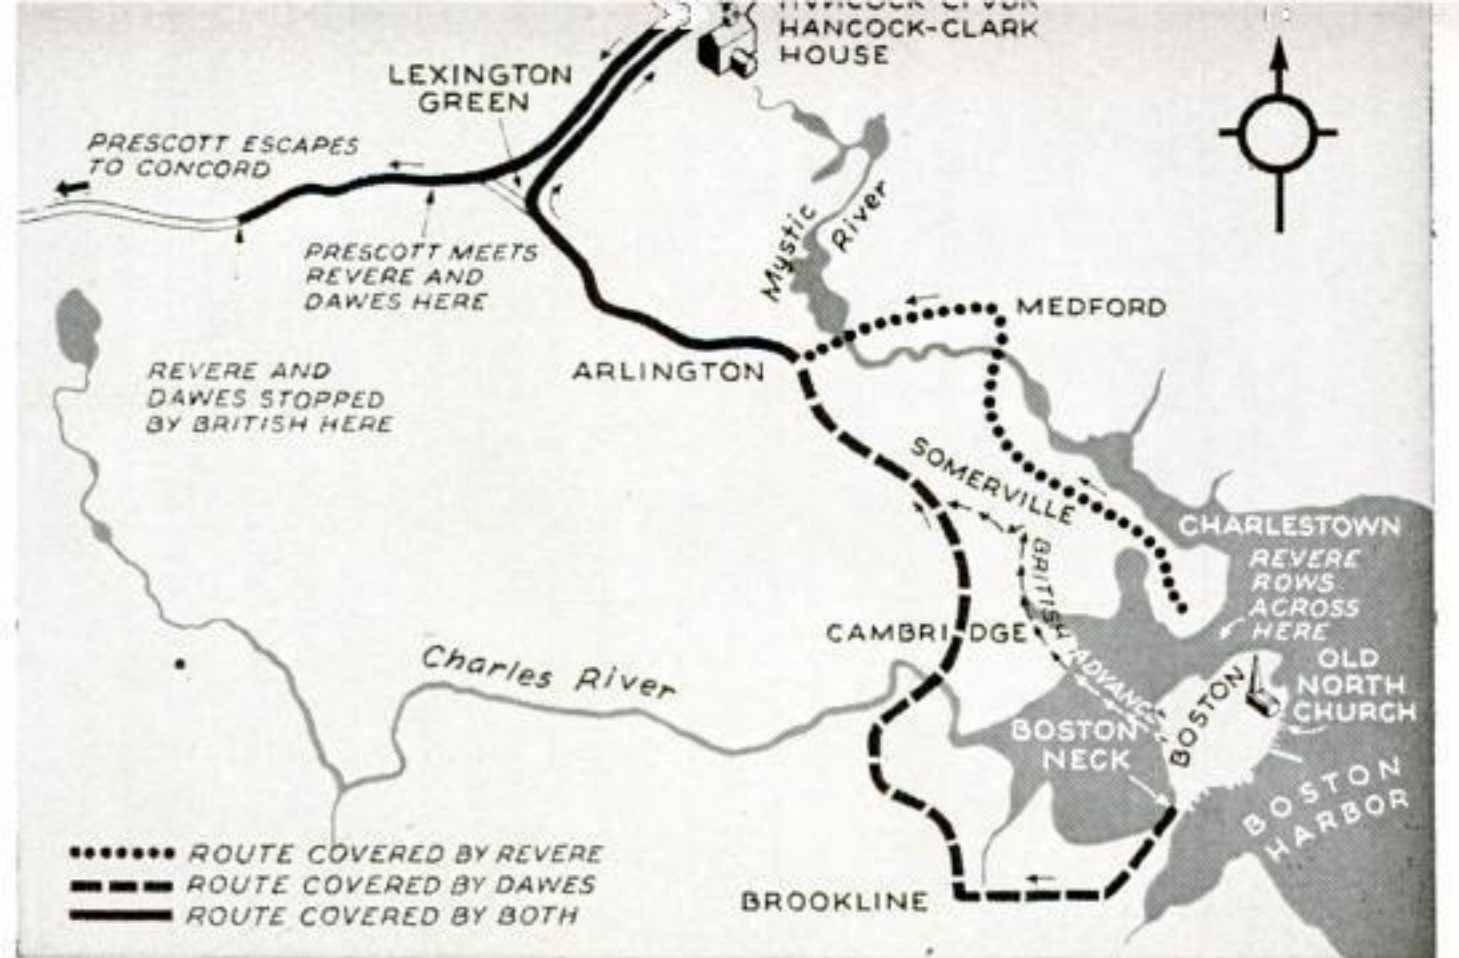 HANCOCK-CLARK
HOUSE
LEXINGTON
GREEN
PRESCOTT ESCAPES
TO CONCORD
Mystic
River
PRESCOTT MEETS
REVERE AND
DAWES HERE
MEDFORD
REVERE AND
DAWES STOPPED
BY BRITISH HERE
ARLINGTON
SOMERVILLE
CHARLESTOWN
REVERE
ROWS
ACROSS
HERE
BRITISH
ADVANCE
CAMBRIDGE
Charles River
OLD
NORTH
CHURCH
BOSTON
BOSTON
NECK
BOSTON
HARBOR
ROUTE COVERED BY REVERE
ROUTE COVERED BY DAWES
ROUTE COVERED BY BOTH
BROOKLINE